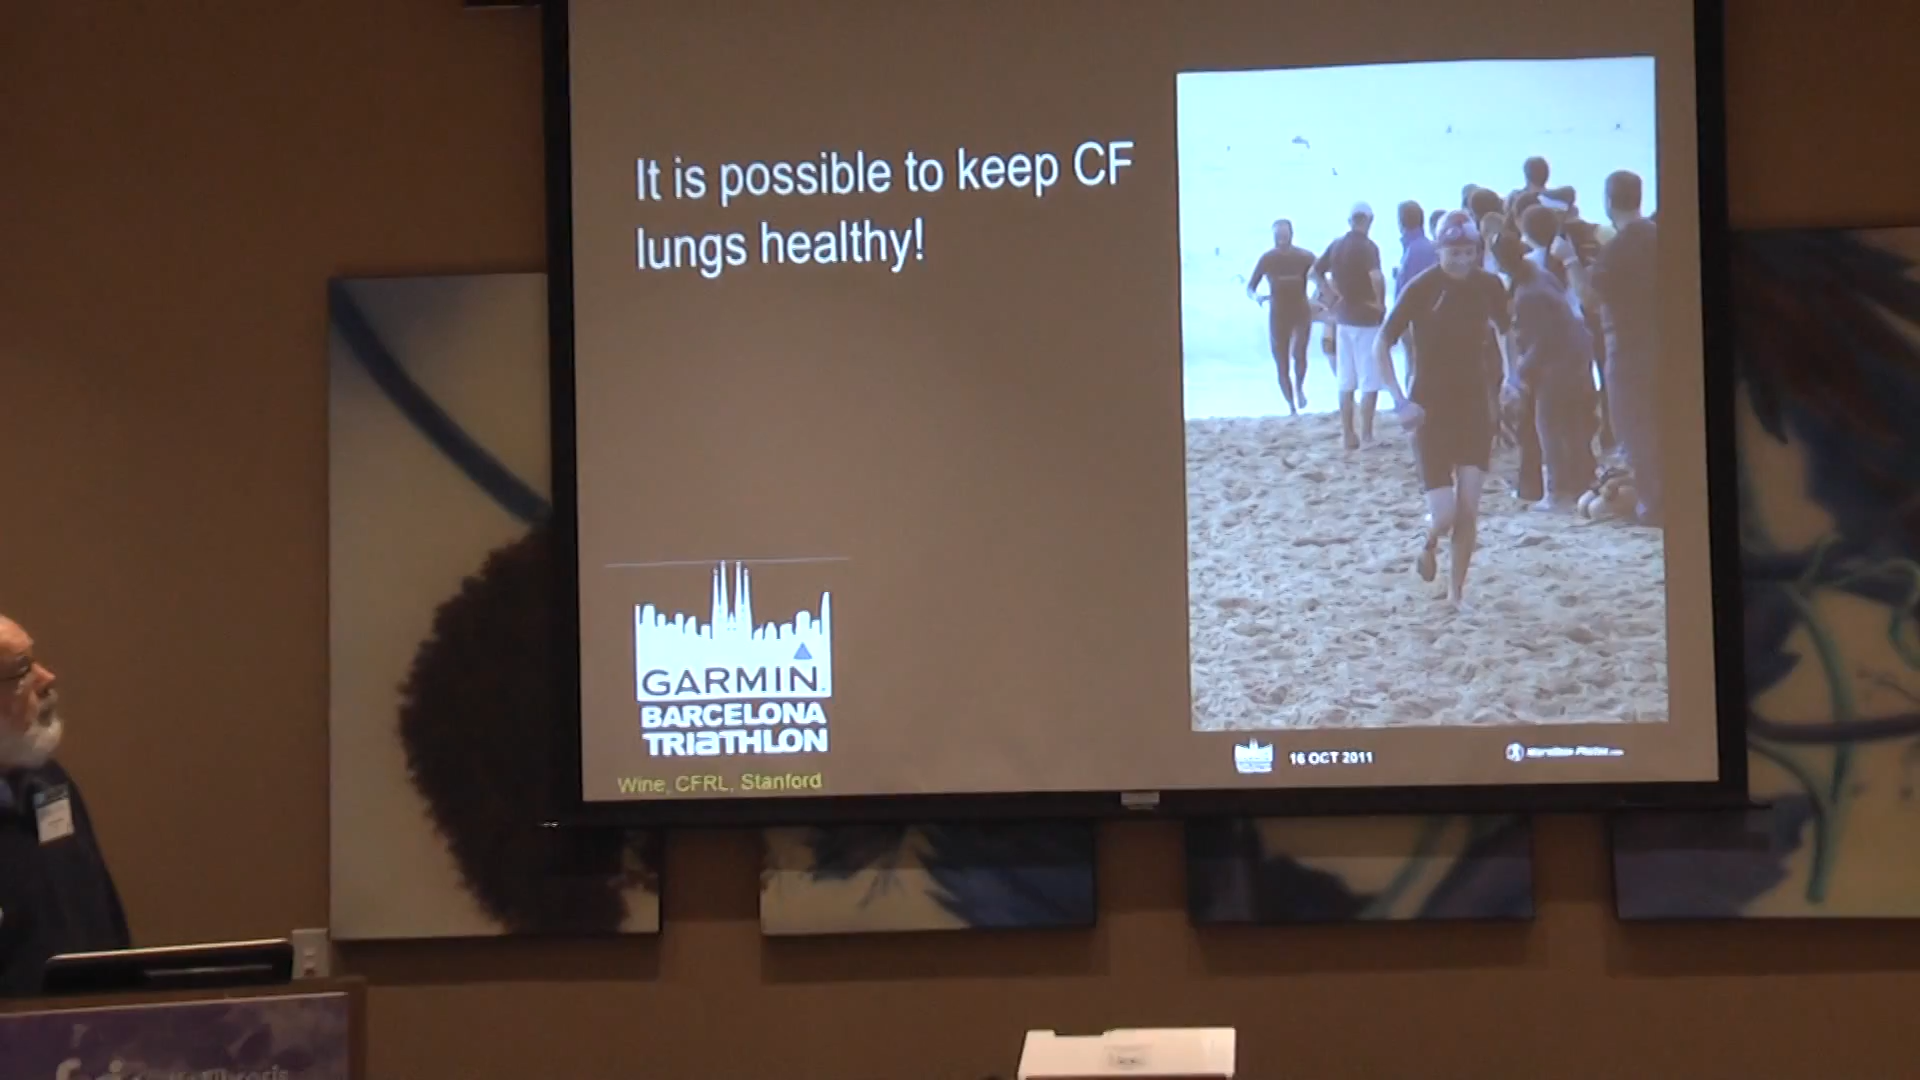 It is possible to keep CF
lungs healthy!
GARMIN
BARCELONA
TRIaTHLON
Wine, CFRL, Stanford
16 OCT 2011